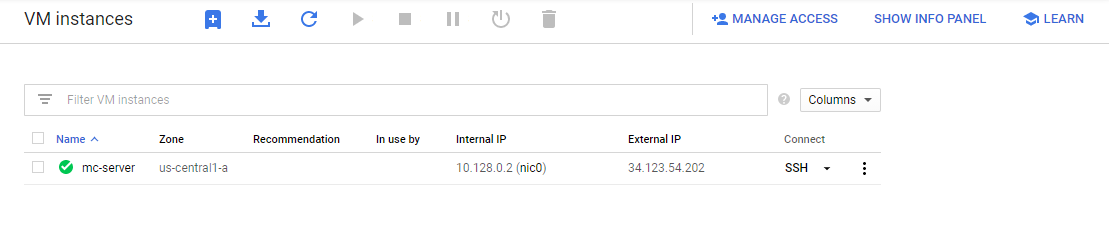 VM instances MANAGE ACCESS SHOW INFO PANEL LEARN
Filter VM instances ? Columns
Name Zone Recommendation In use by Internal IP External IP Connect
mc-server us-central1-a 10.128.0.2 (nic0) 34.123.54.202 SSH